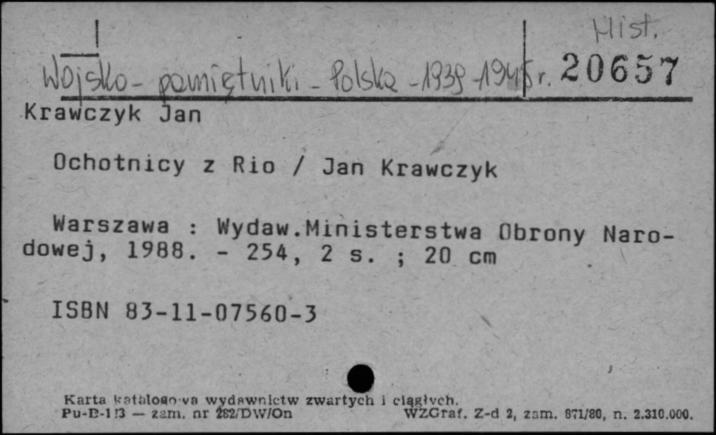 Hist.
Wojsko - pamiętniki - Polska - 1939-1945 r. 20657
Krawczyk Jan
Ochotnicy z Rio / Jan Krawczyk
Warszawa : Wydaw.Ministerstwa Obrony Naro-
dowej, 1988. - 254, 2 s. ; 20 cm
ISBN 83-11-07560-3
Karta katalogowa wydawnictw zwartych i ciągłych.
Pu-B-113 — zam. nr 282/DW/On WZGraf. Z-d 2, zam. 871/80, n. 2.310.000.